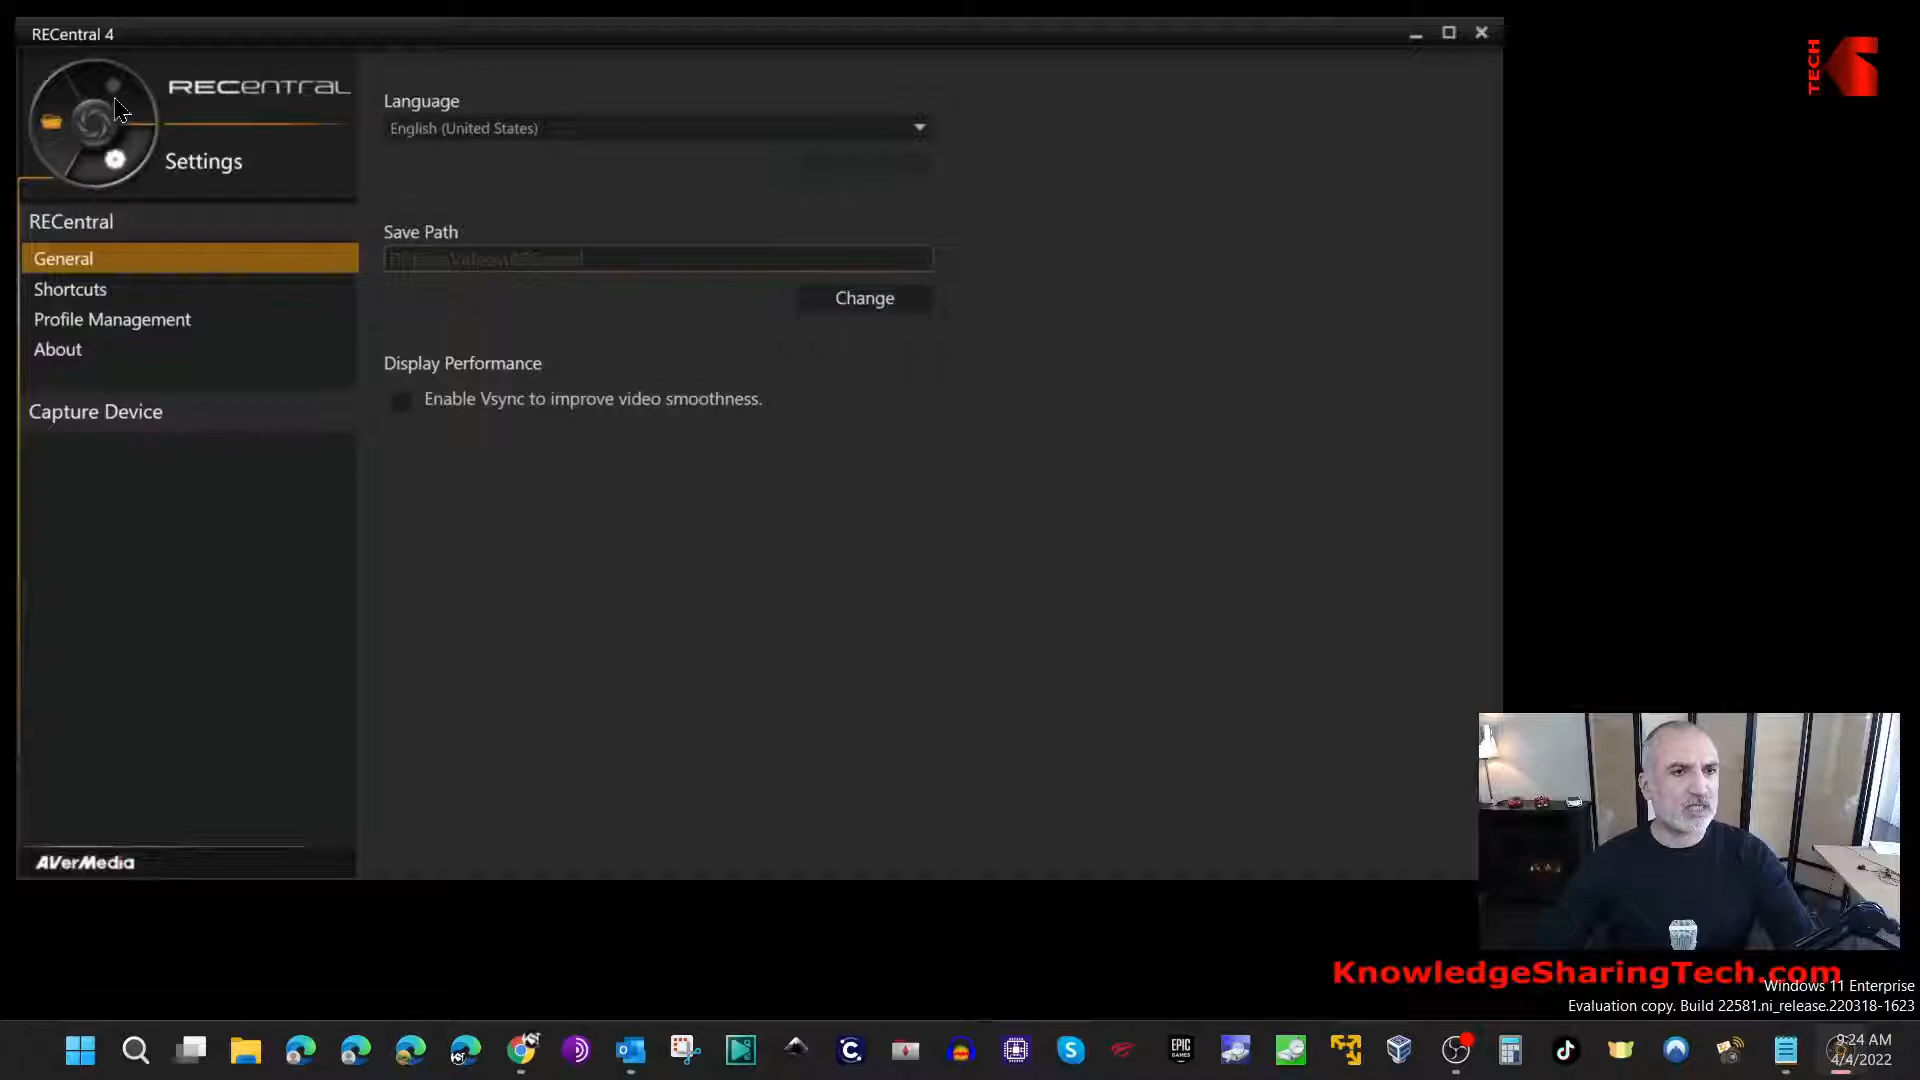 RECentral 4
RECentral
Settings
RECentral
General
Shortcuts
Profile Management
About
Capture Device
AVerMedia
Language
English (United States)
Save Path
Change
Display Performance
Enable Vsync to improve video smoothness.
TECH
KnowledgeSharingTech.com
Windows 11 Enterprise
Evaluation copy. Build 22581.ni_release.220318-1623
EPIC
GAMES
9:24 AM
4/4/2022